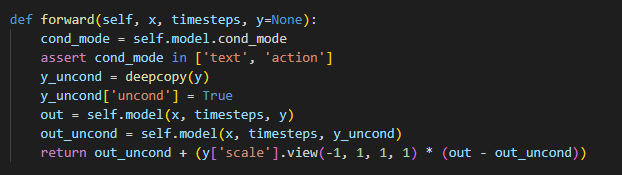 def forward(self, x, timesteps, y=None):
    cond_mode = self.model.cond_mode
    assert cond_mode in ['text', 'action']
    y_uncond = deepcopy(y)
    y_uncond['uncond'] = True
    out = self.model(x, timesteps, y)
    out_uncond = self.model(x, timesteps, y_uncond)
    return out_uncond + (y['scale'].view(-1, 1, 1, 1) * (out - out_uncond))